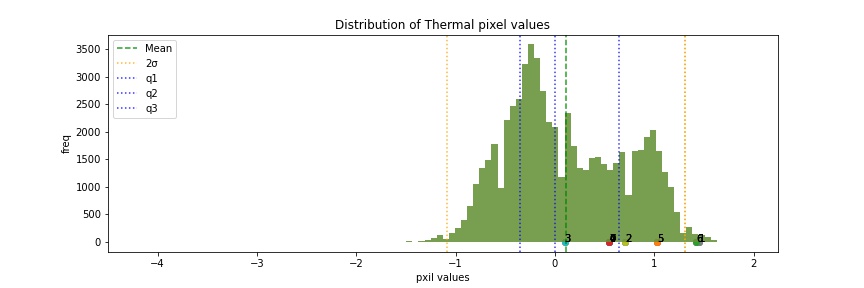 Distribution of Thermal pixel values
Mean
2σ
q1
q2
q3
freq
3500
3000
2500
2000
1500
1000
500
0
3
2
5
−4
−3
−2
−1
0
1
2
pxil values